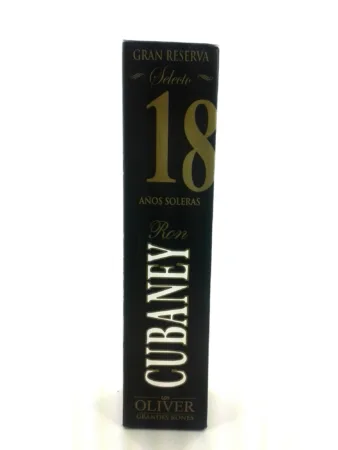 GRAN RESERVA
Selecto
18
AÑOS SOLERAS
Ron
CUBANEY
OLIVER